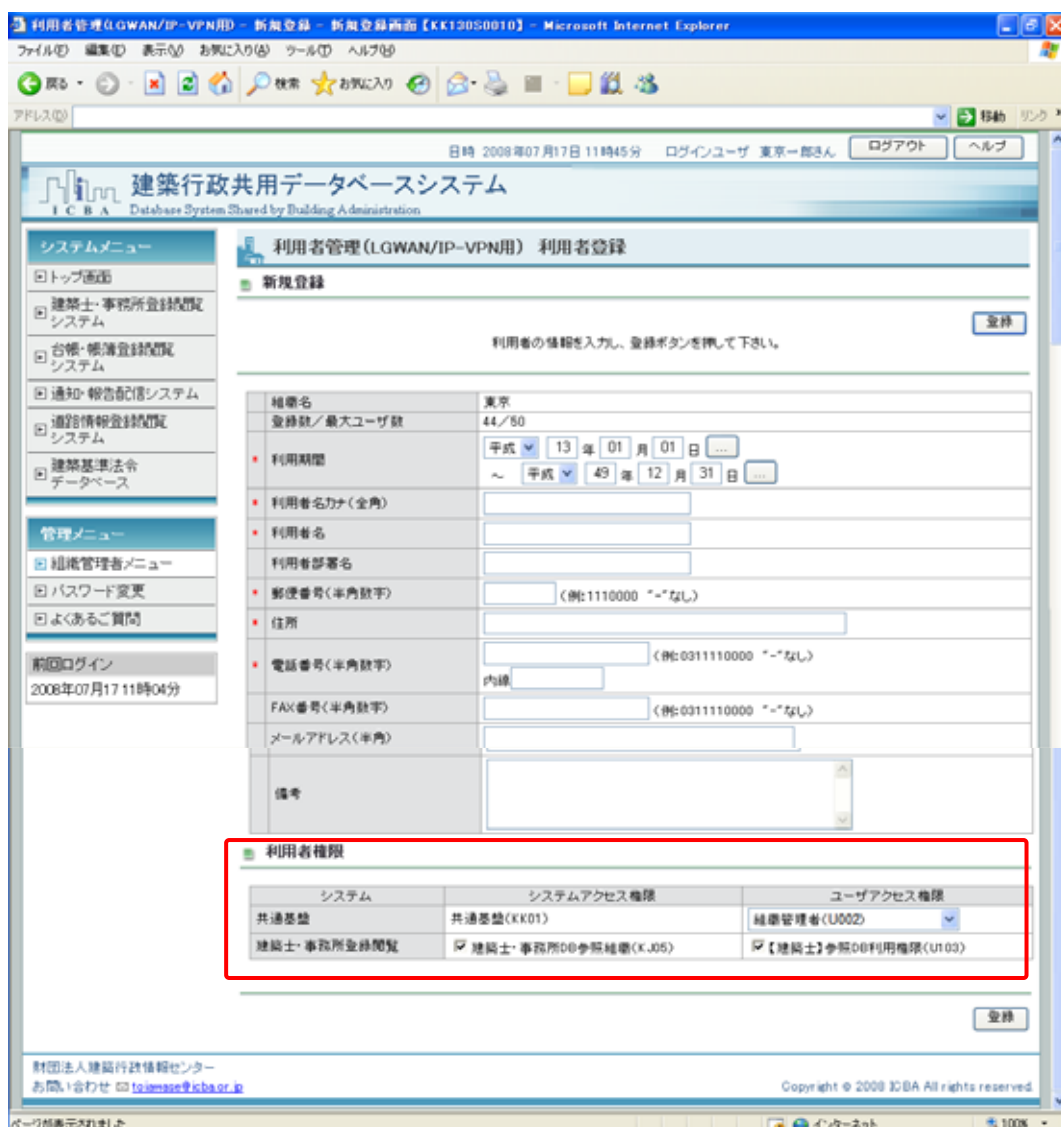 利用者管理(LGWAN/IP-VPN用) - 新規登録 - 新規登録画面【KK130S0010】 - Microsoft Internet Explorer
ファイル(F) 編集(E) 表示(V) お気に入り(A) ツール(T) ヘルプ(H)
戻る 検索 お気に入り
アドレス(D) 移動 リンク
日時 2008年07月17日 11時45分 ログインユーザ 東京一郎さん ログアウト ヘルプ
ICBA 建築行政共用データベースシステム
Database System Shared by Building Administration
システムメニュー
トップ画面
建築士・事務所登録閲覧
システム
台帳・帳簿登録閲覧
システム
通知・報告配信システム
道路情報登録閲覧
システム
建築基準法令
データベース
管理メニュー
組織管理者メニュー
パスワード変更
よくあるご質問
前回ログイン
2008年07月17 11時04分
利用者管理(LGWAN/IP-VPN用) 利用者登録
新規登録
登録
利用者の情報を入力し、登録ボタンを押して下さい。
組織名 東京
登録数/最大ユーザ数 44/50
* 利用期間 平成 13 年 01 月 01 日 ...
~ 平成 49 年 12 月 31 日 ...
* 利用者名カナ(全角)
* 利用者名
利用者部署名
* 郵便番号(半角数字) (例:1110000 "-"なし)
* 住所
* 電話番号(半角数字) (例:0311110000 "-"なし)
内線
FAX番号(半角数字) (例:0311110000 "-"なし)
メールアドレス(半角)
備考
利用者権限
システム システムアクセス権限 ユーザアクセス権限
共通基盤 共通基盤(KK01) 組織管理者(U002)
建築士・事務所登録閲覧 建築士・事務所DB参照組織(KJ05) 【建築士】参照DB利用権限(U103)
登録
財団法人建築行政情報センター
お問い合わせ toiawase@icba.or.jp Copyright © 2008 ICBA All rights reserved.
ページが表示されました インターネット 100%